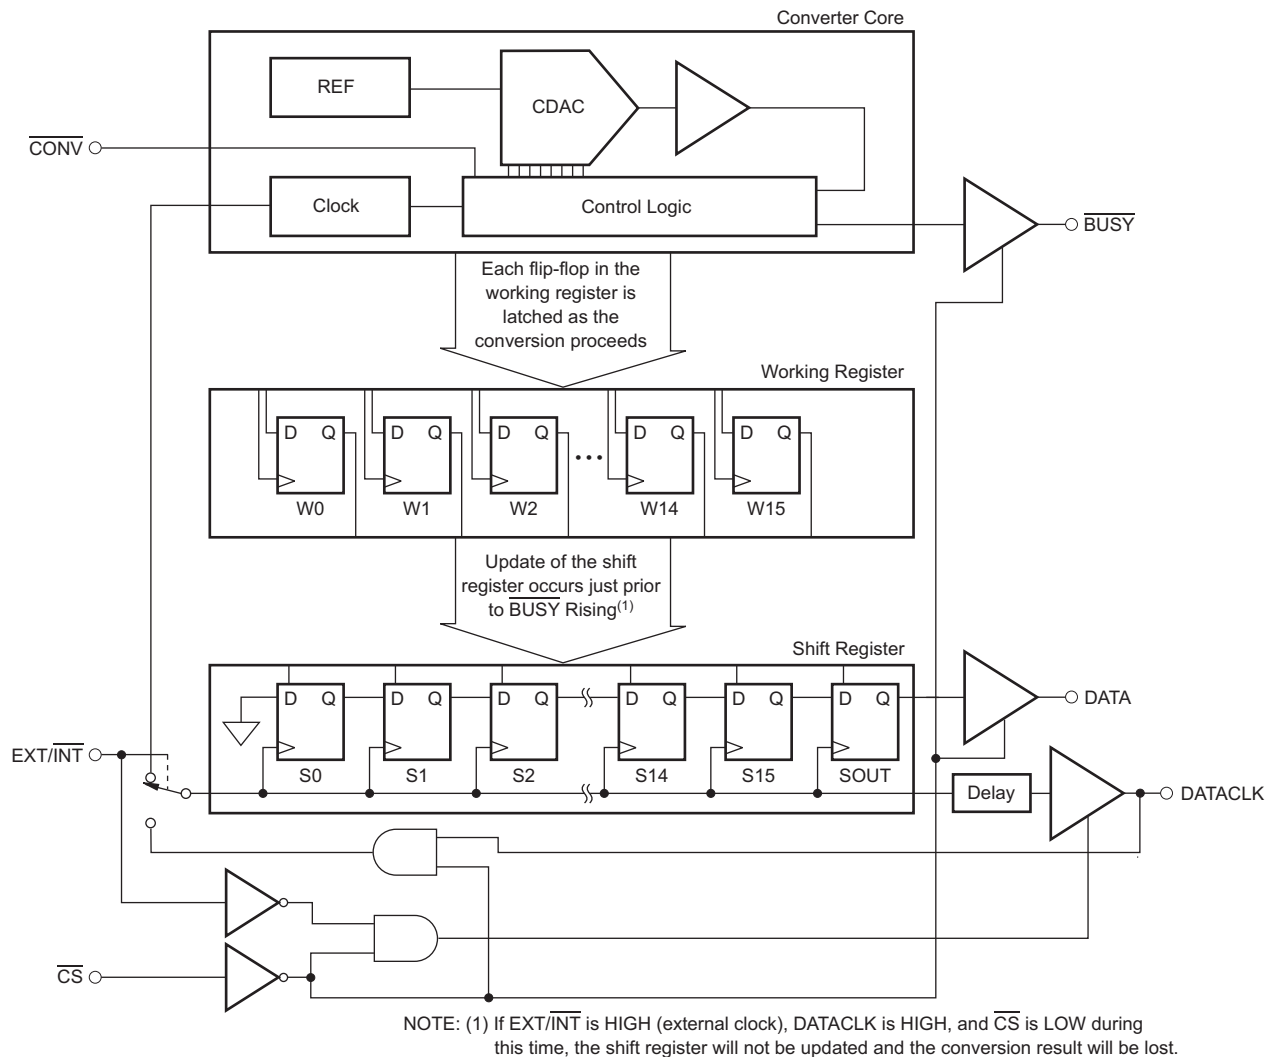 Converter Core
REF
CDAC
CONV
Clock
Control Logic
BUSY
Each flip-flop in the
working register is
latched as the
conversion proceeds
Working Register
D Q
D Q
D Q
D Q
D Q
W0
W1
W2
•••
W14
W15
Update of the shift
register occurs just prior
to BUSY Rising(1)
Shift Register
D Q
D Q
D Q
D Q
D Q
D Q
DATA
EXT/INT
S0
S1
S2
S14
S15
SOUT
Delay
DATACLK
CS
NOTE: (1) If EXT/INT is HIGH (external clock), DATACLK is HIGH, and CS is LOW during
this time, the shift register will not be updated and the conversion result will be lost.